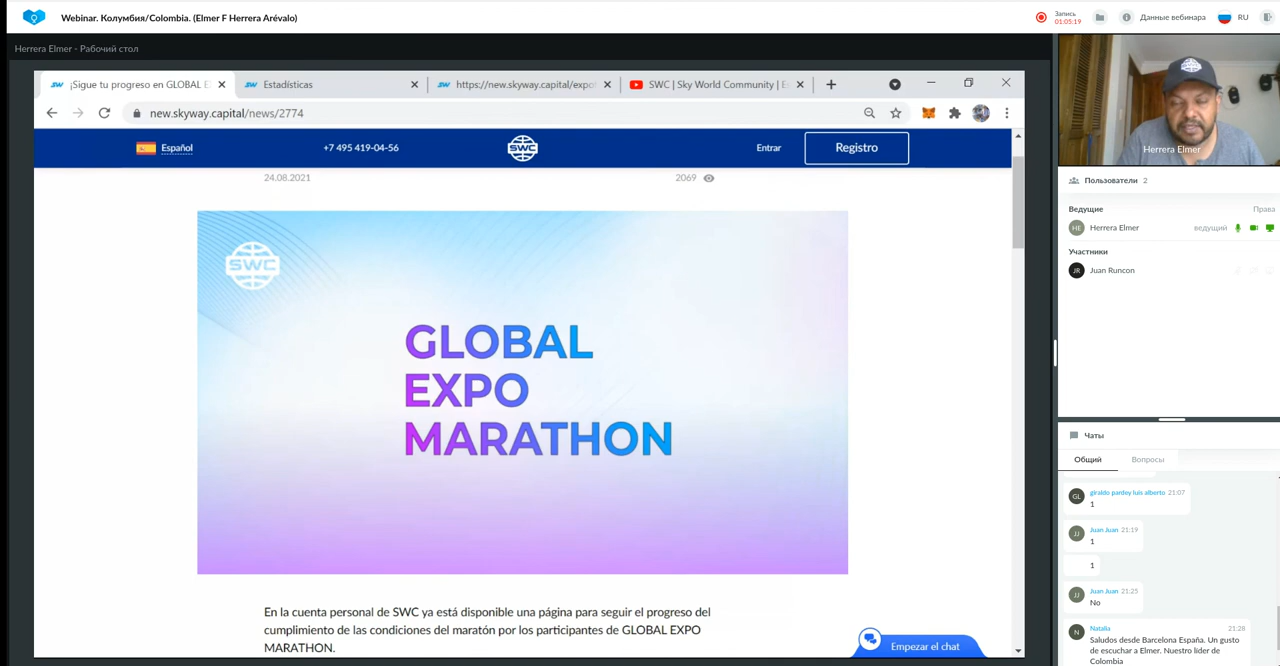 Webinar. Колумбия/Colombia. (Elmer F Herrera Arévalo)
Запись
01:05:19
Данные вебинара
RU
Herrera Elmer - Рабочий стол
¡Sigue tu progreso en GLOBAL E
Estadísticas
https://new.skyway.capital/expo
SWC | Sky World Community | E
new.skyway.capital/news/2774
Español
+7 495 419-04-56
SWC
Entrar
Registro
24.08.2021
2069
SWC
GLOBAL
EXPO
MARATHON
En la cuenta personal de SWC ya está disponible una página para seguir el progreso del
cumplimiento de las condiciones del maratón por los participantes de GLOBAL EXPO
MARATHON.
Empezar el chat
Herrera Elmer
Пользователи 2
Ведущие
Права
HE
Herrera Elmer
ведущий
Участники
JR
Juan Runcon
Чаты
Общий
Вопросы
GL
giraldo pardey luis alberto 21:07
1
JJ
Juan Juan 21:19
1
1
JJ
Juan Juan 21:25
No
N
Natalia 21:28
Saludos desde Barcelona España. Un gusto
de escuchar a Elmer. Nuestro líder de
Colombia